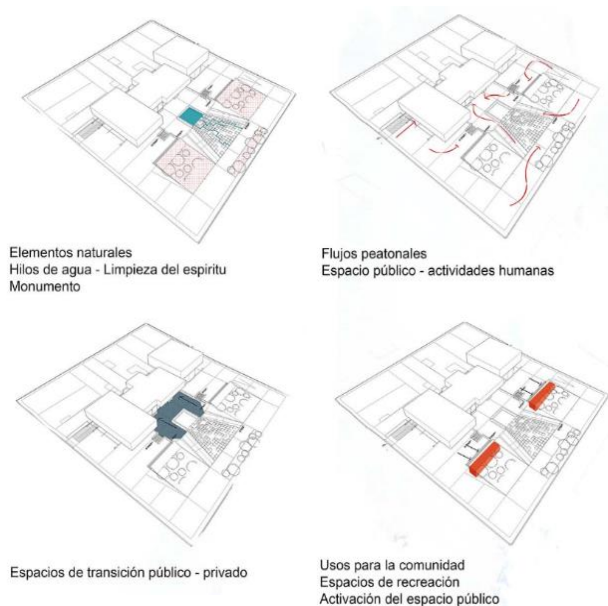 Elementos naturales
Hilos de agua - Limpieza del espiritu
Monumento
Flujos peatonales
Espacio público - actividades humanas
Espacios de transición público - privado
Usos para la comunidad
Espacios de recreación
Activación del espacio público